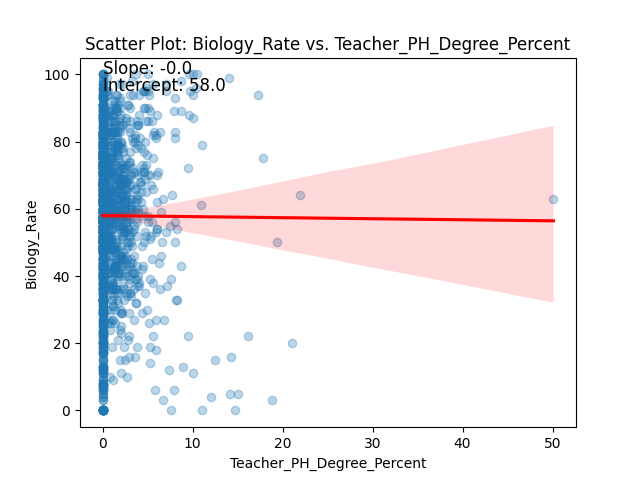 Scatter Plot: Biology_Rate vs. Teacher_PH_Degree_Percent
Slope: -0.0
Intercept: 58.0
100
80
60
40
20
0
Biology_Rate
0 10 20 30 40 50
Teacher_PH_Degree_Percent